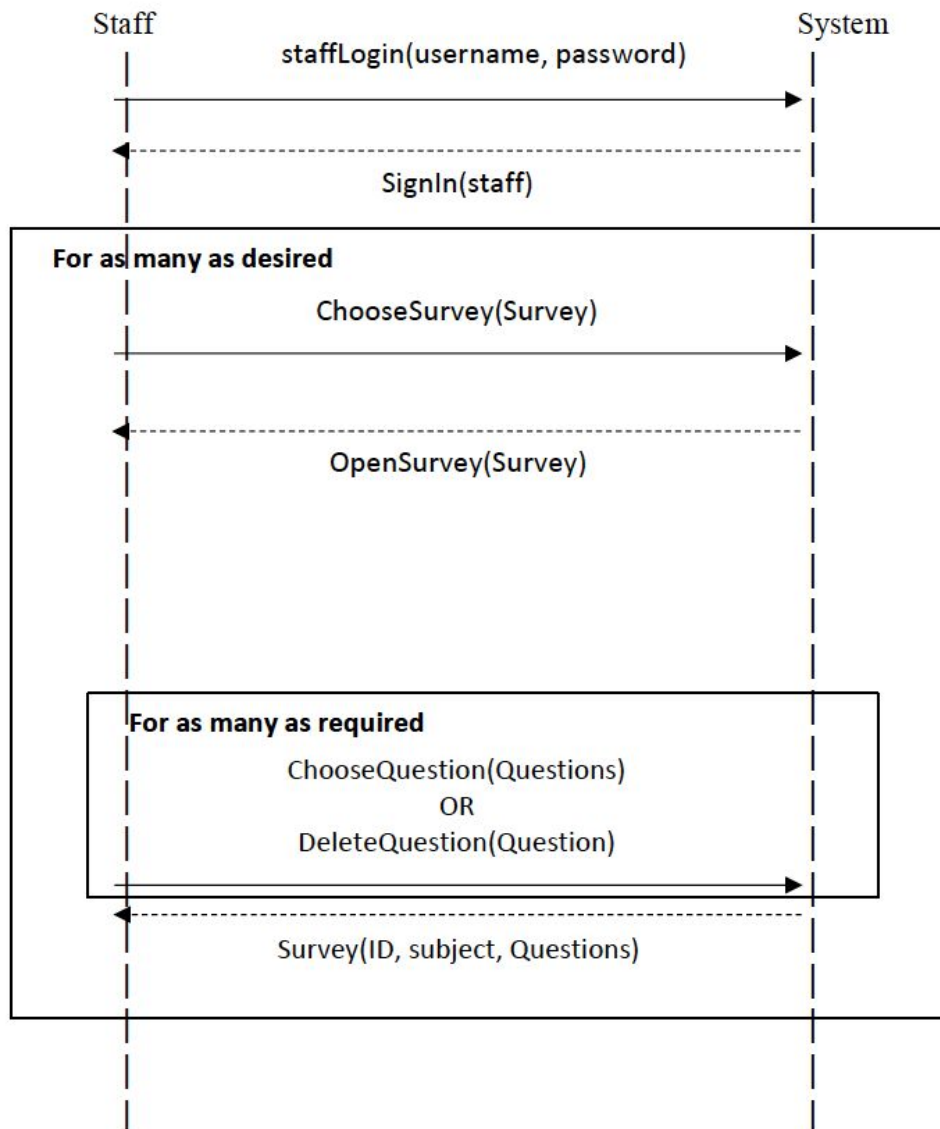 Staff
System
staffLogin(username, password)
SignIn(staff)
For as many as desired
ChooseSurvey(Survey)
OpenSurvey(Survey)
For as many as required
ChooseQuestion(Questions)
OR
DeleteQuestion(Question)
Survey(ID, subject, Questions)